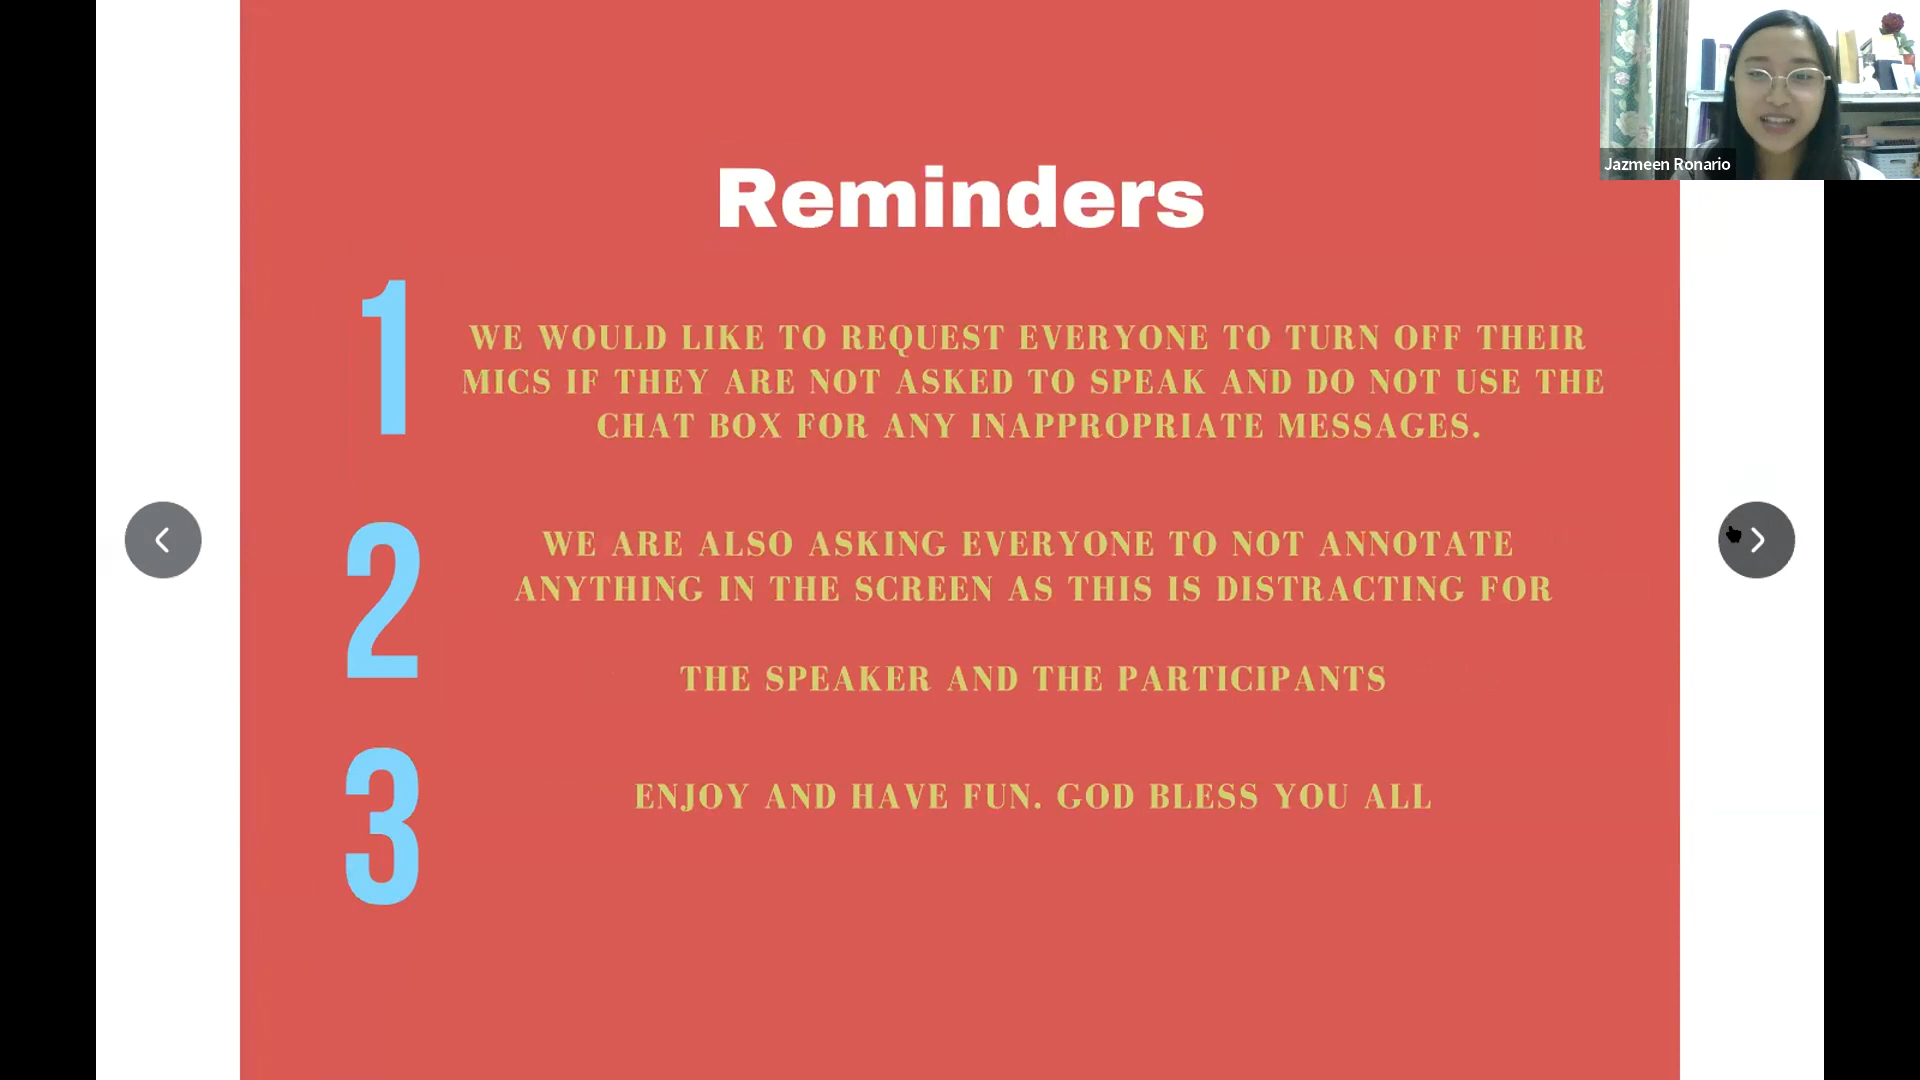 Reminders
1
WE WOULD LIKE TO REQUEST EVERYONE TO TURN OFF THEIR
MICS IF THEY ARE NOT ASKED TO SPEAK AND DO NOT USE THE
CHAT BOX FOR ANY INAPPROPRIATE MESSAGES.
2
WE ARE ALSO ASKING EVERYONE TO NOT ANNOTATE
ANYTHING IN THE SCREEN AS THIS IS DISTRACTING FOR
THE SPEAKER AND THE PARTICIPANTS
3
ENJOY AND HAVE FUN. GOD BLESS YOU ALL
Jazmeen Ronario